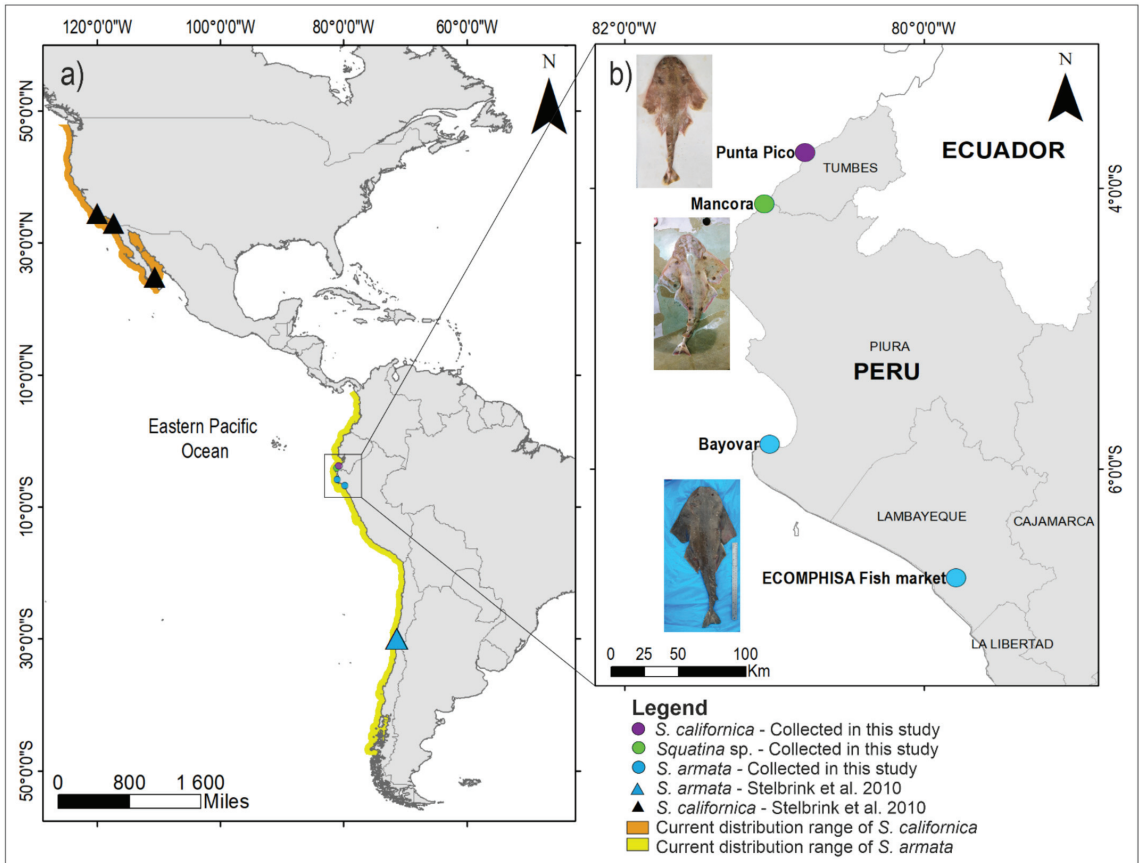 120°0'0"W 100°0'0"W 80°0'0"W 60°0'0"W 40°0'0"W
50°0'0"N
30°0'0"N
10°0'0"N
10°0'0"S
30°0'0"S
50°0'0"S
a)
N
Eastern Pacific
Ocean
0 800 1 600
Miles
82°0'0"W 80°0'0"W
4°0'0"S
6°0'0"S
b)
N
Punta Pico
TUMBES
ECUADOR
Mancora
PIURA
PERU
Bayovar
LAMBAYEQUE
CAJAMARCA
ECOMPHISA Fish market
LA LIBERTAD
0 25 50 100
Km
Legend
S. californica - Collected in this study
Squatina sp. - Collected in this study
S. armata - Collected in this study
S. armata - Stelbrink et al. 2010
S. californica - Stelbrink et al. 2010
Current distribution range of S. californica
Current distribution range of S. armata